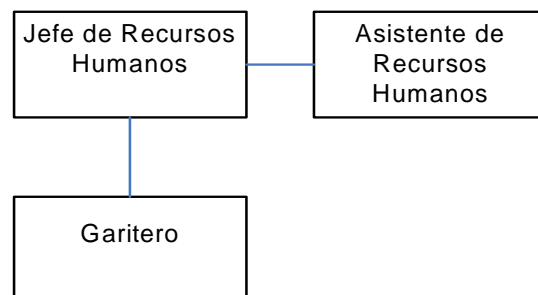 Jefe de Recursos
Humanos
Asistente de
Recursos
Humanos
Garitero